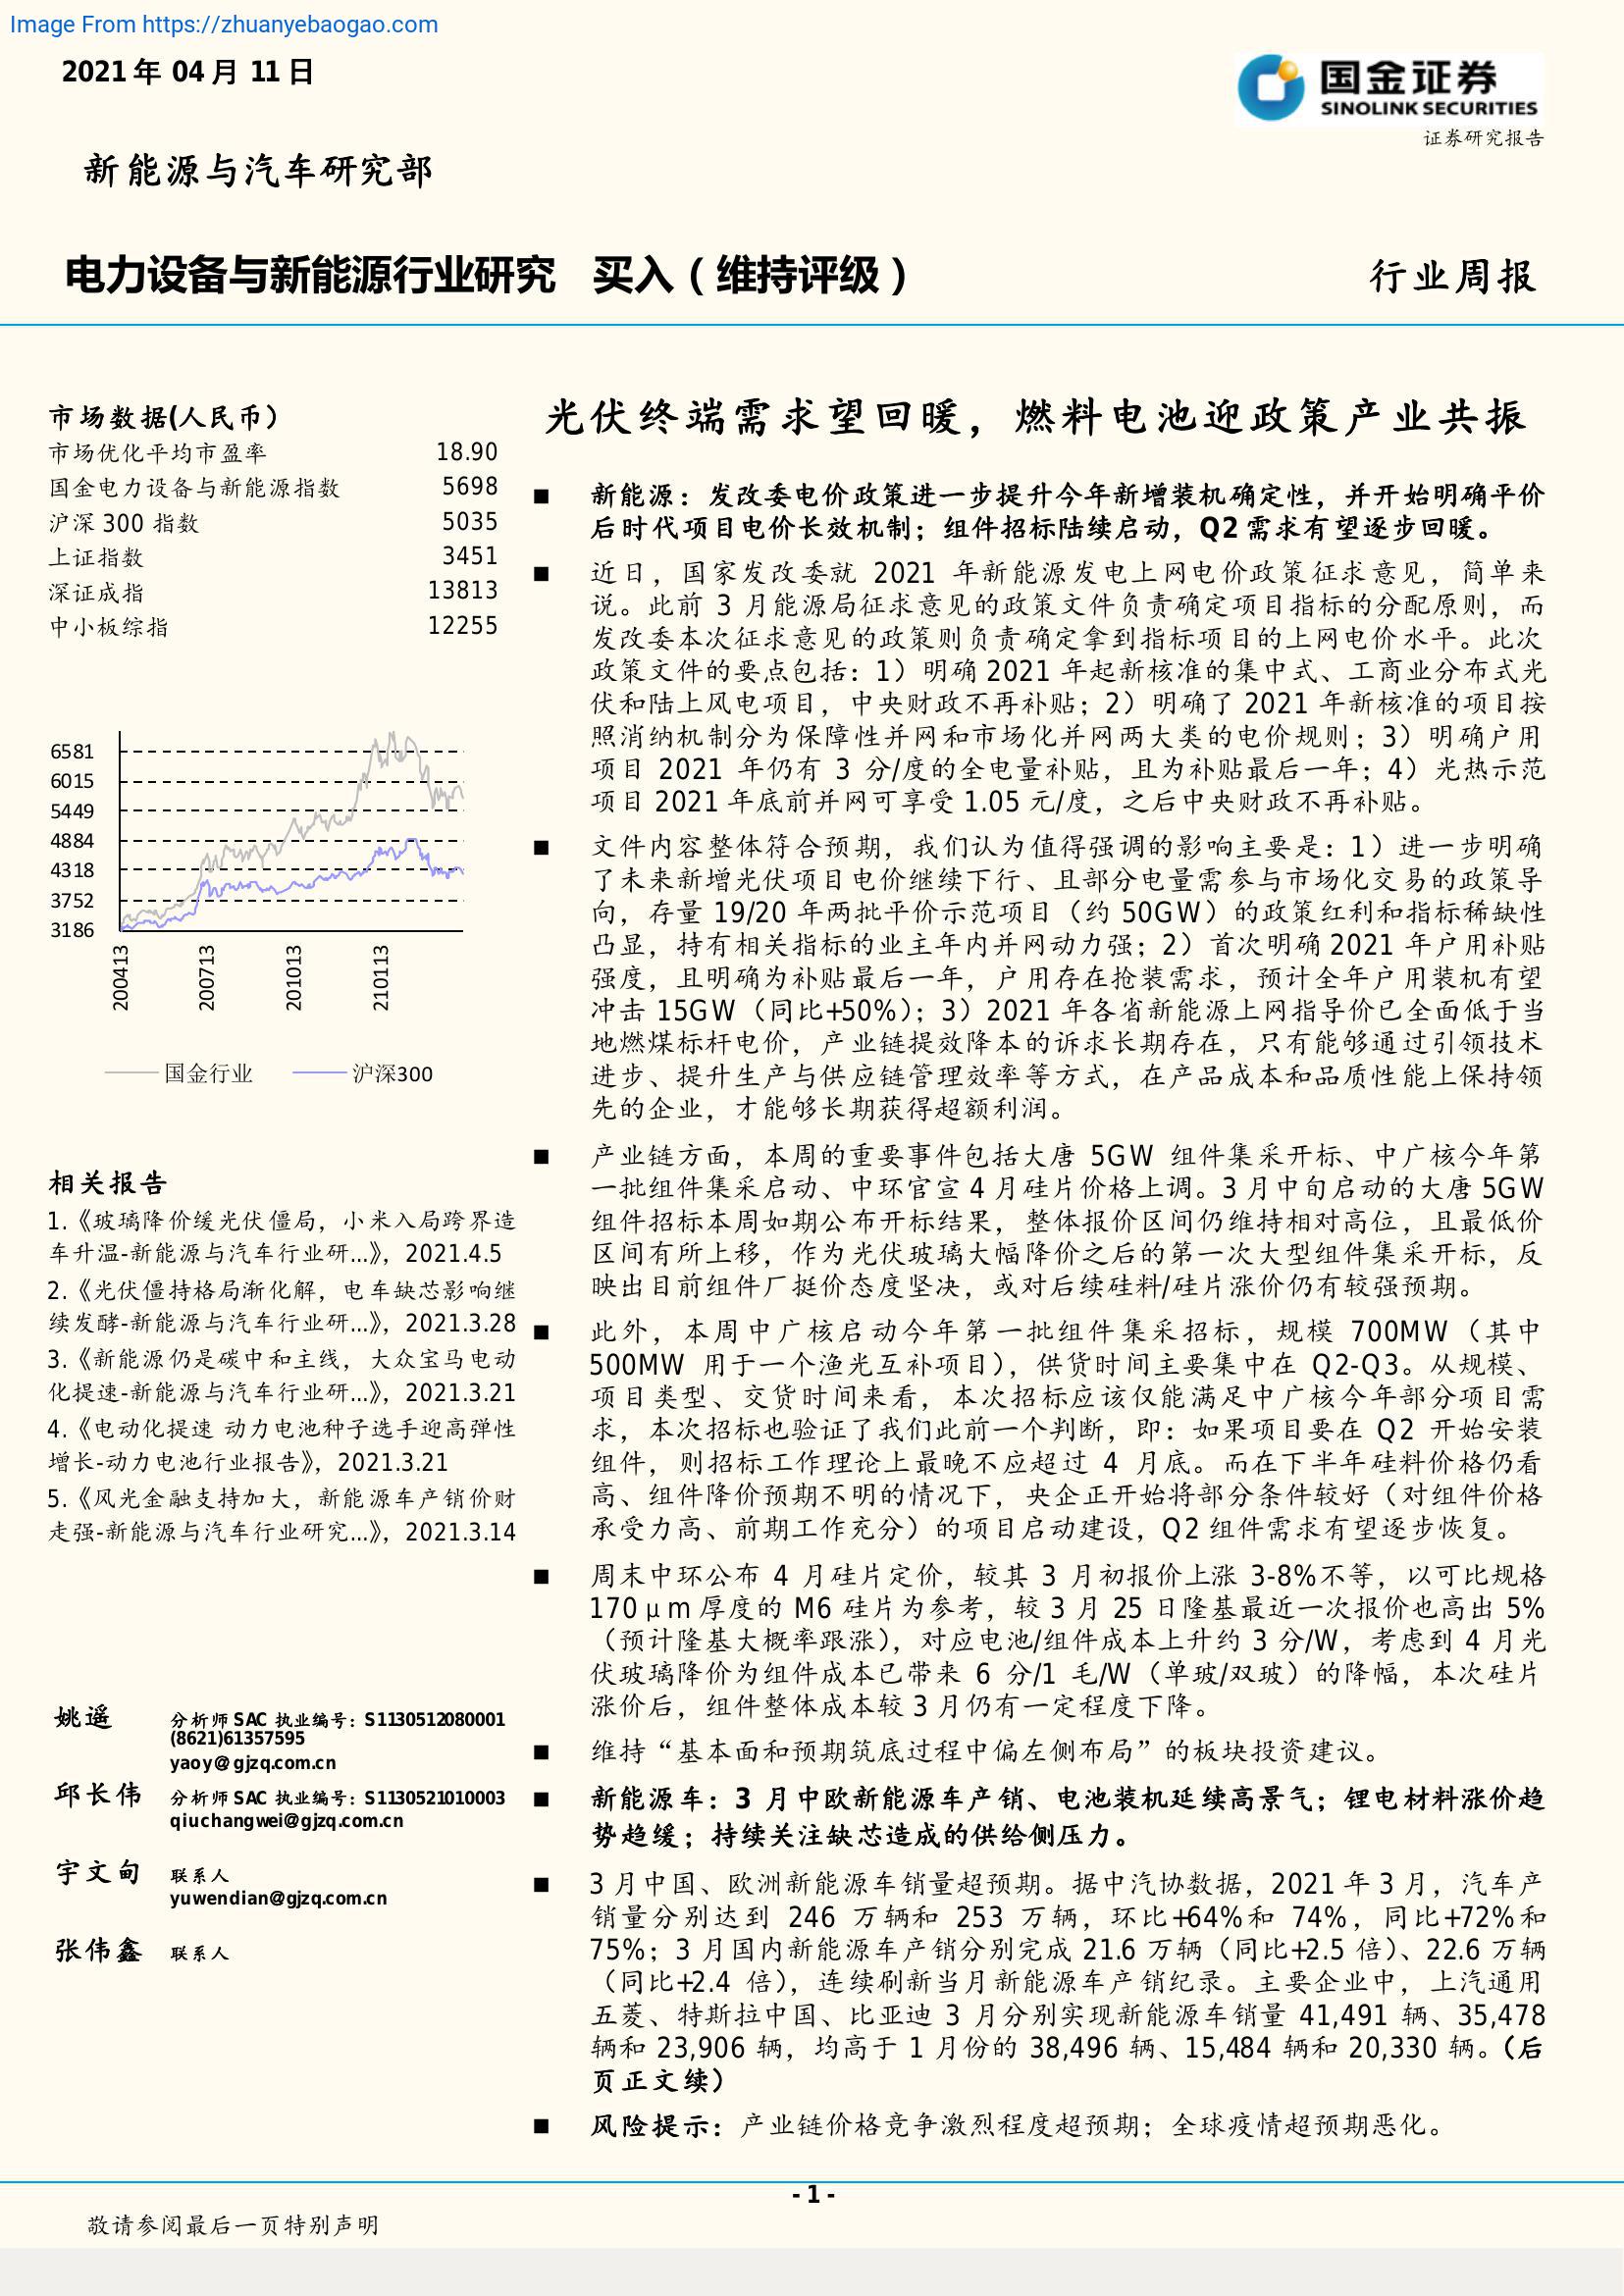 Image From https://zhuanyebaogao.com
2021 年 04 月 11 日
国金证券
SINOLINK SECURITIES
证券研究报告
新能源与汽车研究部
电力设备与新能源行业研究 买入（维持评级）
行业周报
市场数据(人民币）
市场优化平均市盈率 18.90
国金电力设备与新能源指数 5698
沪深 300 指数 5035
上证指数 3451
深证成指 13813
中小板综指 12255
6581
6015
5449
4884
4318
3752
3186
200413
200713
201013
210113
国金行业 沪深300
相关报告
1.《玻璃降价缓光伏僵局，小米入局跨界造
车升温-新能源与汽车行业研...》，2021.4.5
2.《光伏僵持格局渐化解，电车缺芯影响继
续发酵-新能源与汽车行业研...》，2021.3.28
3.《新能源仍是碳中和主线，大众宝马电动
化提速-新能源与汽车行业研...》，2021.3.21
4.《电动化提速 动力电池种子选手迎高弹性
增长-动力电池行业报告》，2021.3.21
5.《风光金融支持加大，新能源车产销价财
走强-新能源与汽车行业研究...》，2021.3.14
姚遥 分析师 SAC 执业编号：S1130512080001
(8621)61357595
yaoy@gjzq.com.cn
邱长伟 分析师 SAC 执业编号：S1130521010003
qiuchangwei@gjzq.com.cn
宇文甸 联系人
yuwendian@gjzq.com.cn
张伟鑫 联系人
光伏终端需求望回暖，燃料电池迎政策产业共振
■ 新能源：发改委电价政策进一步提升今年新增装机确定性，并开始明确平价
后时代项目电价长效机制；组件招标陆续启动，Q2 需求有望逐步回暖。
■ 近日，国家发改委就 2021 年新能源发电上网电价政策征求意见，简单来
说。此前 3 月能源局征求意见的政策文件负责确定项目指标的分配原则，而
发改委本次征求意见的政策则负责确定拿到指标项目的上网电价水平。此次
政策文件的要点包括：1）明确 2021 年起新核准的集中式、工商业分布式光
伏和陆上风电项目，中央财政不再补贴；2）明确了 2021 年新核准的项目按
照消纳机制分为保障性并网和市场化并网两大类的电价规则；3）明确户用
项目 2021 年仍有 3 分/度的全电量补贴，且为补贴最后一年；4）光热示范
项目 2021 年底前并网可享受 1.05 元/度，之后中央财政不再补贴。
■ 文件内容整体符合预期，我们认为值得强调的影响主要是：1）进一步明确
了未来新增光伏项目电价继续下行、且部分电量需参与市场化交易的政策导
向，存量 19/20 年两批平价示范项目（约 50GW）的政策红利和指标稀缺性
凸显，持有相关指标的业主年内并网动力强；2）首次明确 2021 年户用补贴
强度，且明确为补贴最后一年，户用存在抢装需求，预计全年户用装机有望
冲击 15GW（同比+50%）；3）2021 年各省新能源上网指导价已全面低于当
地燃煤标杆电价，产业链提效降本的诉求长期存在，只有能够通过引领技术
进步、提升生产与供应链管理效率等方式，在产品成本和品质性能上保持领
先的企业，才能够长期获得超额利润。
■ 产业链方面，本周的重要事件包括大唐 5GW 组件集采开标、中广核今年第
一批组件集采启动、中环官宣 4 月硅片价格上调。3 月中旬启动的大唐 5GW
组件招标本周如期公布开标结果，整体报价区间仍维持相对高位，且最低价
区间有所上移，作为光伏玻璃大幅降价之后的第一次大型组件集采开标，反
映出目前组件厂挺价态度坚决，或对后续硅料/硅片涨价仍有较强预期。
■ 此外，本周中广核启动今年第一批组件集采招标，规模 700MW（其中
500MW 用于一个渔光互补项目），供货时间主要集中在 Q2-Q3。从规模、
项目类型、交货时间来看，本次招标应该仅能满足中广核今年部分项目需
求，本次招标也验证了我们此前一个判断，即：如果项目要在 Q2 开始安装
组件，则招标工作理论上最晚不应超过 4 月底。而在下半年硅料价格仍看
高、组件降价预期不明的情况下，央企正开始将部分条件较好（对组件价格
承受力高、前期工作充分）的项目启动建设，Q2 组件需求有望逐步恢复。
■ 周末中环公布 4 月硅片定价，较其 3 月初报价上涨 3-8%不等，以可比规格
170μm 厚度的 M6 硅片为参考，较 3 月 25 日隆基最近一次报价也高出 5%
（预计隆基大概率跟涨），对应电池/组件成本上升约 3 分/W，考虑到 4 月光
伏玻璃降价为组件成本已带来 6 分/1 毛/W（单玻/双玻）的降幅，本次硅片
涨价后，组件整体成本较 3 月仍有一定程度下降。
■ 维持“基本面和预期筑底过程中偏左侧布局”的板块投资建议。
■ 新能源车：3 月中欧新能源车产销、电池装机延续高景气；锂电材料涨价趋
势趋缓；持续关注缺芯造成的供给侧压力。
■ 3 月中国、欧洲新能源车销量超预期。据中汽协数据，2021 年 3 月，汽车产
销量分别达到 246 万辆和 253 万辆，环比+64%和 74%，同比+72%和
75%；3 月国内新能源车产销分别完成 21.6 万辆（同比+2.5 倍）、22.6 万辆
（同比+2.4 倍），连续刷新当月新能源车产销纪录。主要企业中，上汽通用
五菱、特斯拉中国、比亚迪 3 月分别实现新能源车销量 41,491 辆、35,478
辆和 23,906 辆，均高于 1 月份的 38,496 辆、15,484 辆和 20,330 辆。（后
页正文续）
■ 风险提示：产业链价格竞争激烈程度超预期；全球疫情超预期恶化。
- 1 -
敬请参阅最后一页特别声明